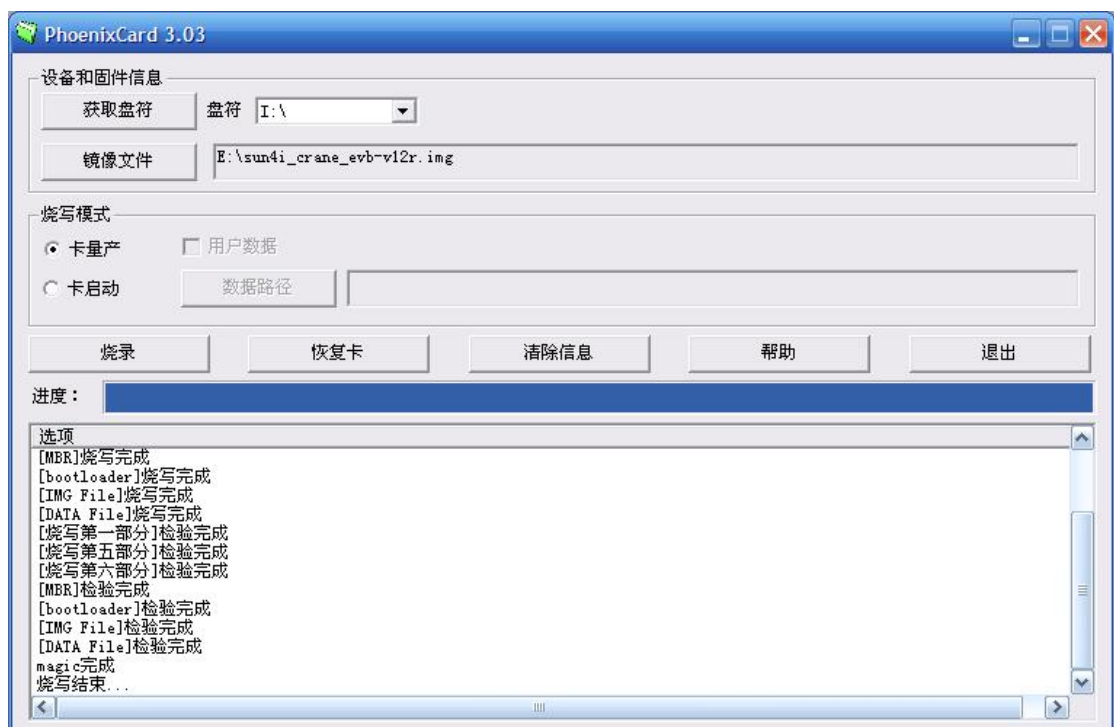 PhoenixCard 3.03
设备和固件信息
获取盘符 盘符 I:\
镜像文件 E:\sun4i_crane_evb-v12r.img
烧写模式
卡量产 用户数据
卡启动 数据路径
烧录 恢复卡 清除信息 帮助 退出
进度：
选项
[MBR]烧写完成
[bootloader]烧写完成
[IMG File]烧写完成
[DATA File]烧写完成
[烧写第一部分]检验完成
[烧写第五部分]检验完成
[烧写第六部分]检验完成
[MBR]检验完成
[bootloader]检验完成
[IMG File]检验完成
[DATA File]检验完成
magic完成
烧写结束...